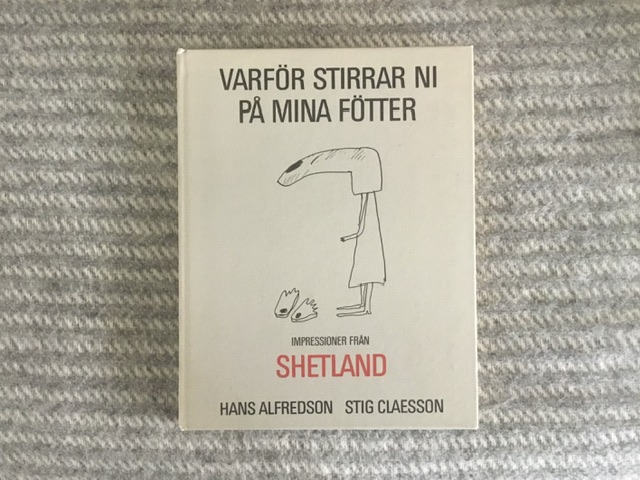 VARFÖR STIRRAR NI
PÅ MINA FÖTTER
IMPRESSIONER FRÅN
SHETLAND
HANS ALFREDSON STIG CLAESSON